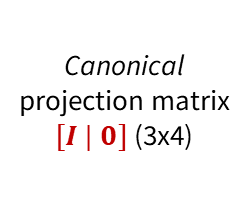 Canonical
projection matrix
[I | 0] (3x4)